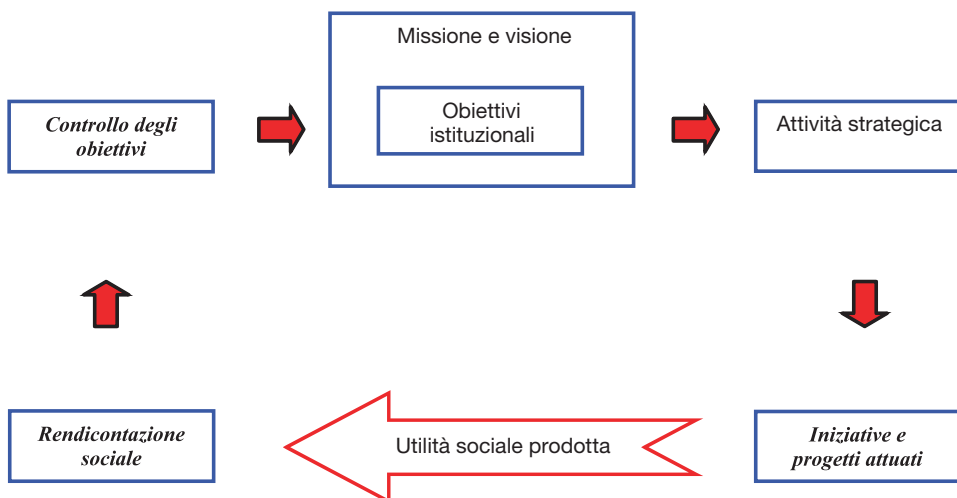 Missione e visione
Controllo degli
obiettivi
Obiettivi
istituzionali
Attività strategica
Rendicontazione
sociale
Utilità sociale prodotta
Iniziative e
progetti attuati